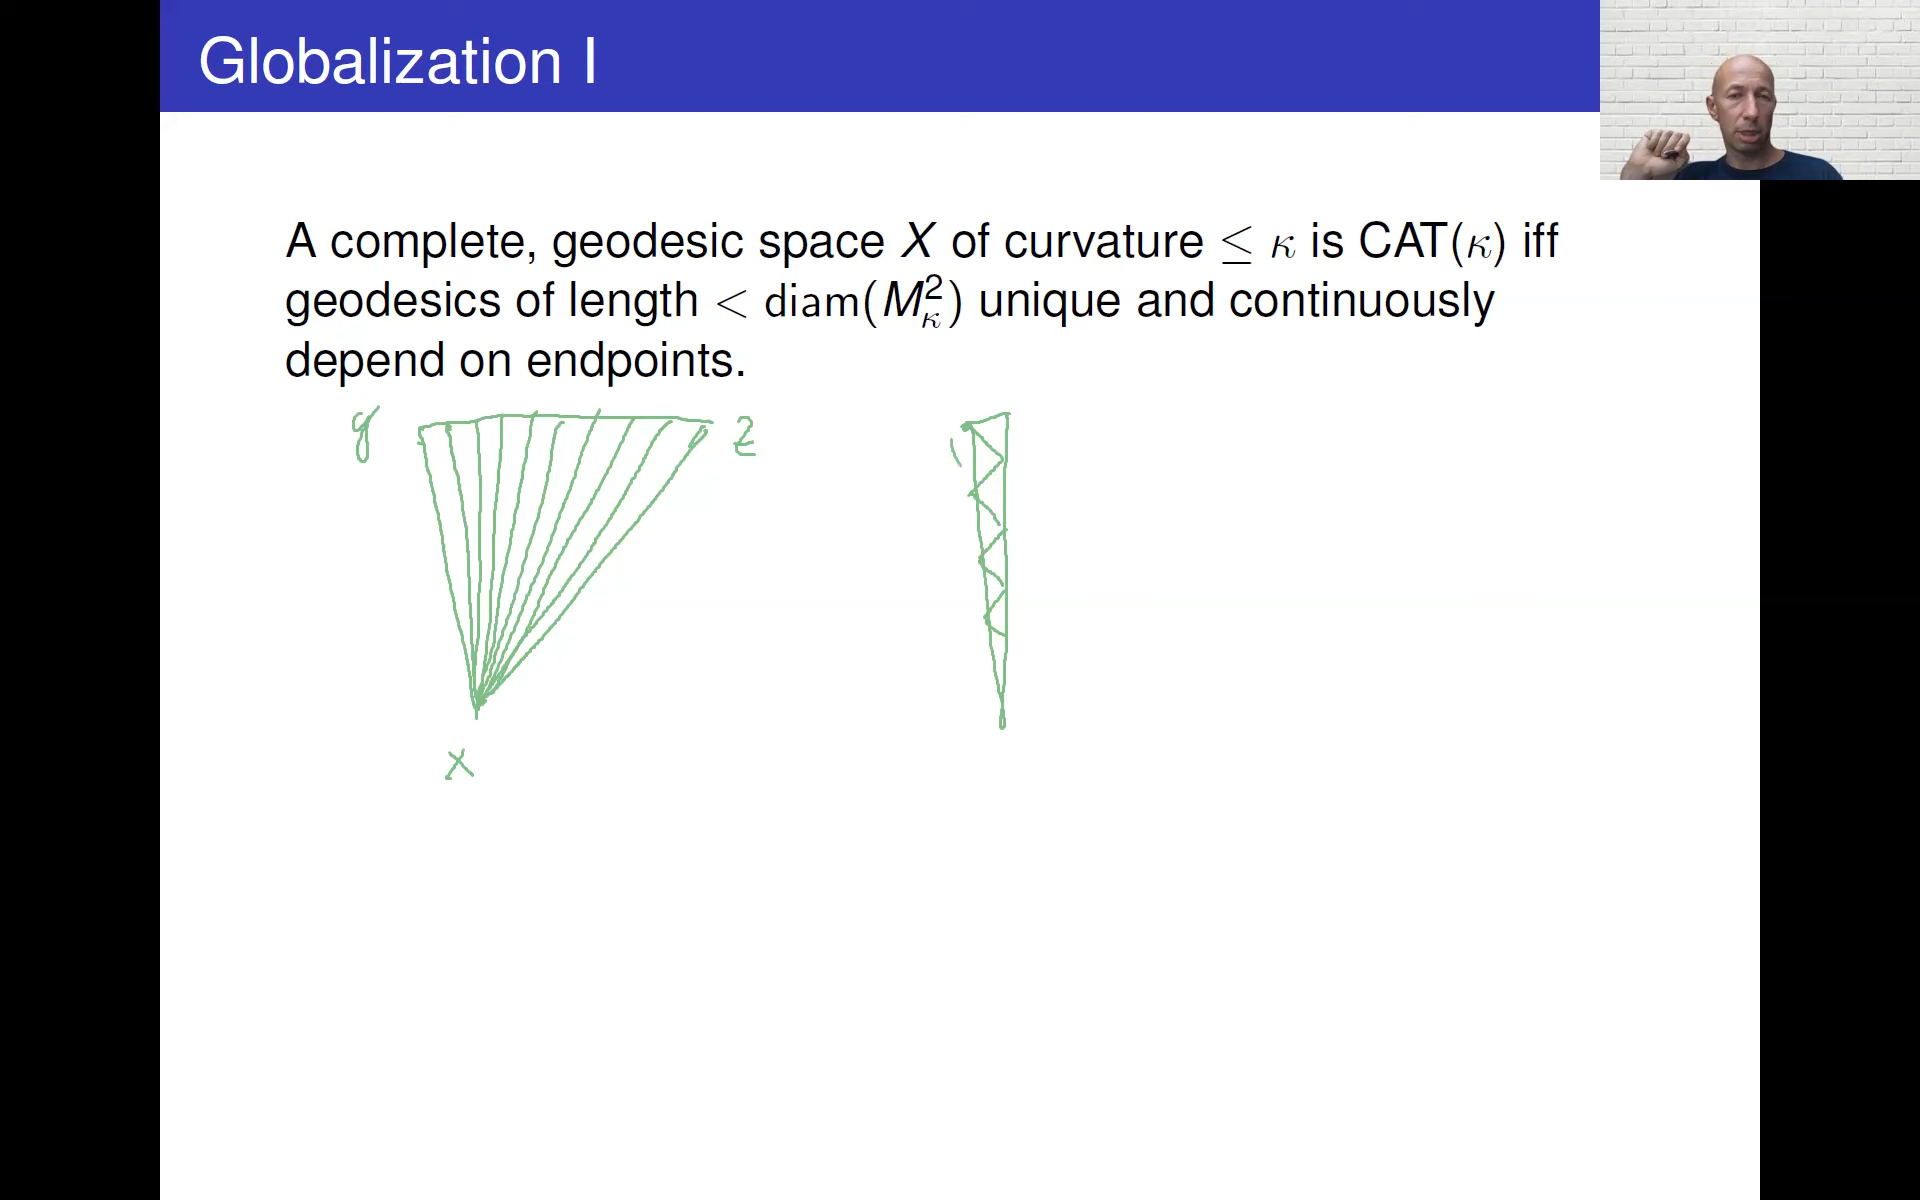 Globalization I
A complete, geodesic space X of curvature ≤ κ is CAT(κ) iff
geodesics of length < diam(M²_κ) unique and continuously
depend on endpoints.
y z
x